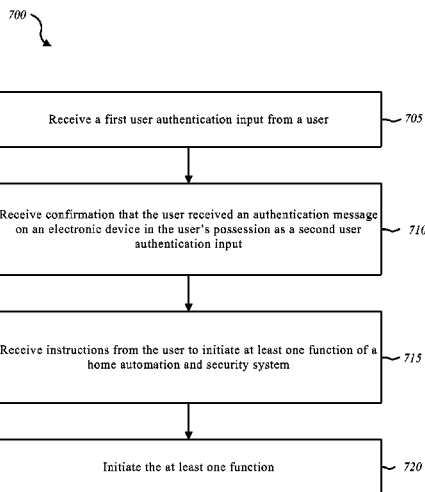 700
Receive a first user authentication input from a user
705
Receive confirmation that the user received an authentication message
on an electronic device in the user's possession as a second user
authentication input
710
Receive instructions from the user to initiate at least one function of a
home automation and security system
715
Initiate the at least one function
720